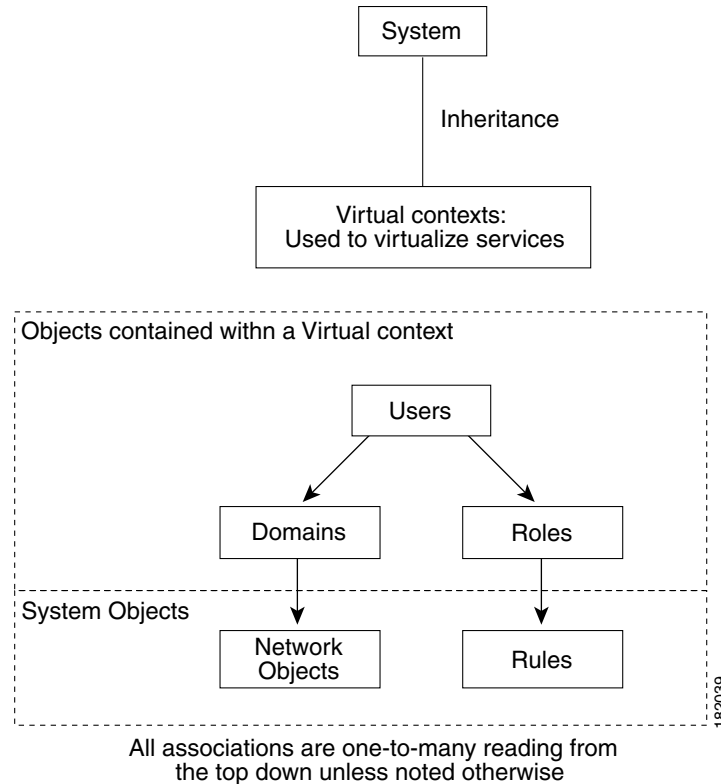 System
Inheritance
Virtual contexts:
Used to virtualize services
Objects contained withn a Virtual context
Users
Domains
Roles
System Objects
Network
Objects
Rules
182039
All associations are one-to-many reading from
the top down unless noted otherwise